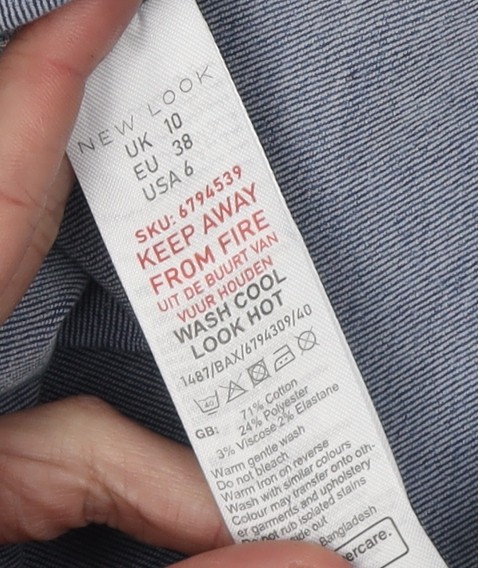 NEW LOOK
UK 10
EU 38
USA 6
SKU: 6794539
KEEP AWAY
FROM FIRE
UIT DE BUURT VAN
VUUR HOUDEN
WASH COOL
LOOK HOT
1487/BAX/6794309/40
GB: 71% Cotton
24% Polyester
3% Viscose 2% Elastane
Warm gentle wash
Do not bleach
Warm Iron on reverse
Wash with similar colours
Colour may transfer onto oth-
er garments and upholstery
not rub isolated stains
out
Bangladesh
ercare.